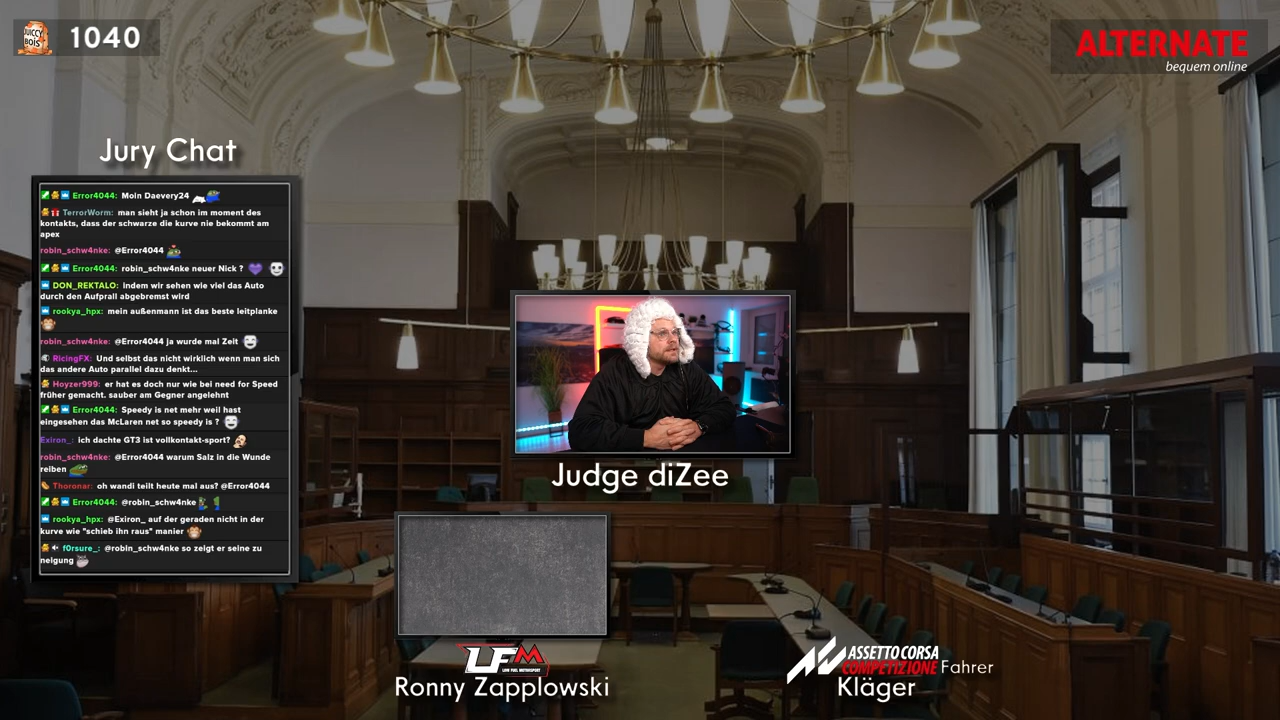 JUICCY BOIS
1040
ALTERNATE
bequem online
Jury Chat
Error4044: Moin Daevery24
TerrorWorm: man sieht ja schon im moment des
kontakts, dass der schwarze die kurve nie bekommt am
apex
robin_schw4nke: @Error4044
Error4044: robin_schw4nke neuer Nick ?
DON_REKTALO: indem wir sehen wie viel das Auto
durch den Aufprall abgebremst wird
rookya_hpx: mein außenmann ist das beste leitplanke
robin_schw4nke: @Error4044 ja wurde mal Zeit
RicingFX: Und selbst das nicht wirklich wenn man sich
das andere Auto parallel dazu denkt...
Hoyzer999: er hat es doch nur wie bei need for Speed
früher gemacht. sauber am Gegner angelehnt
Error4044: Speedy is net mehr weil hast
eingesehen das McLaren net so speedy is ?
Exiron_: ich dachte GT3 ist vollkontakt-sport?
robin_schw4nke: @Error4044 warum Salz in die Wunde
reiben
Thoronar: oh wandi teilt heute mal aus? @Error4044
Error4044: @robin_schw4nke
rookya_hpx: @Exiron_ auf der geraden nicht in der
kurve wie "schieb ihn raus" manier
f0rsure_: @robin_schw4nke so zeigt er seine zu
neigung
Judge diZee
LFM
LOW FUEL MOTORSPORT
Ronny Zapplowski
ASSETTO CORSA
COMPETIZIONE Fahrer
Kläger